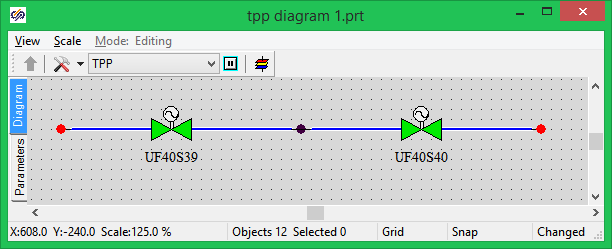 tpp diagram 1.prt
View Scale Mode: Editing
TPP
Diagram
Parameters
UF40S39 UF40S40
X:608.0 Y:-240.0 Scale:125.0 % Objects 12 Selected 0 Grid Snap Changed